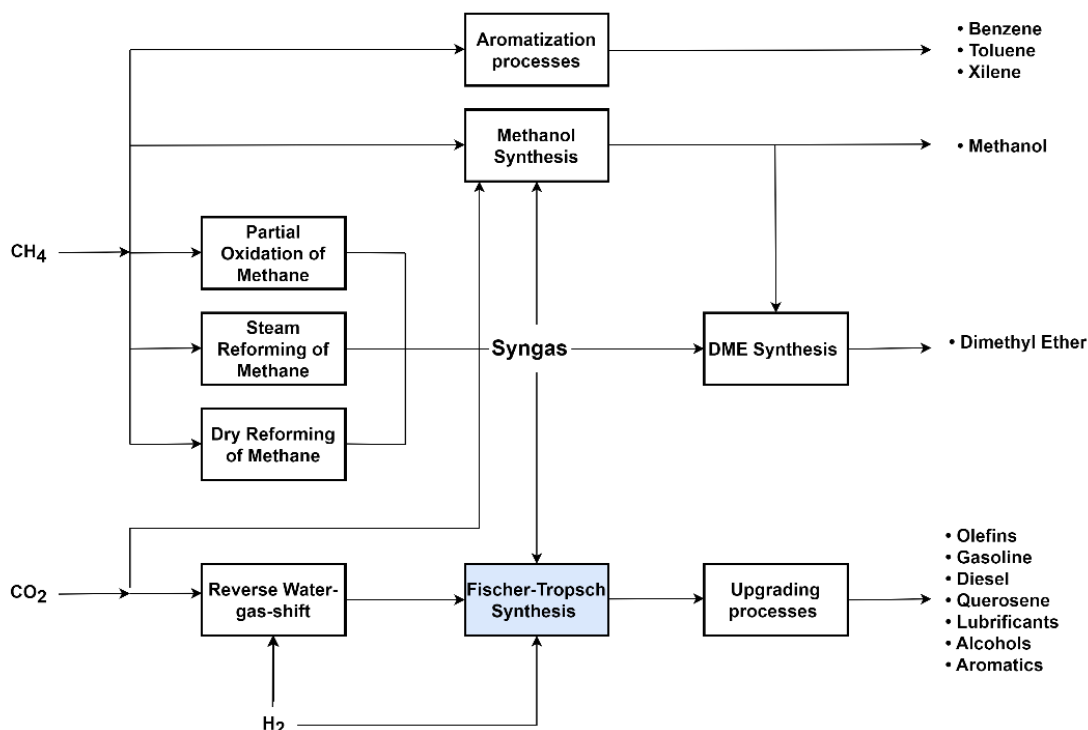 Aromatization
processes
• Benzene
• Toluene
• Xilene
Methanol
Synthesis
• Methanol
CH4
Partial
Oxidation of
Methane
Steam
Reforming of
Methane
Syngas
DME Synthesis
• Dimethyl Ether
Dry Reforming
of Methane
CO2
Reverse Water-
gas-shift
Fischer-Tropsch
Synthesis
Upgrading
processes
• Olefins
• Gasoline
• Diesel
• Querosene
• Lubrificants
• Alcohols
• Aromatics
H2